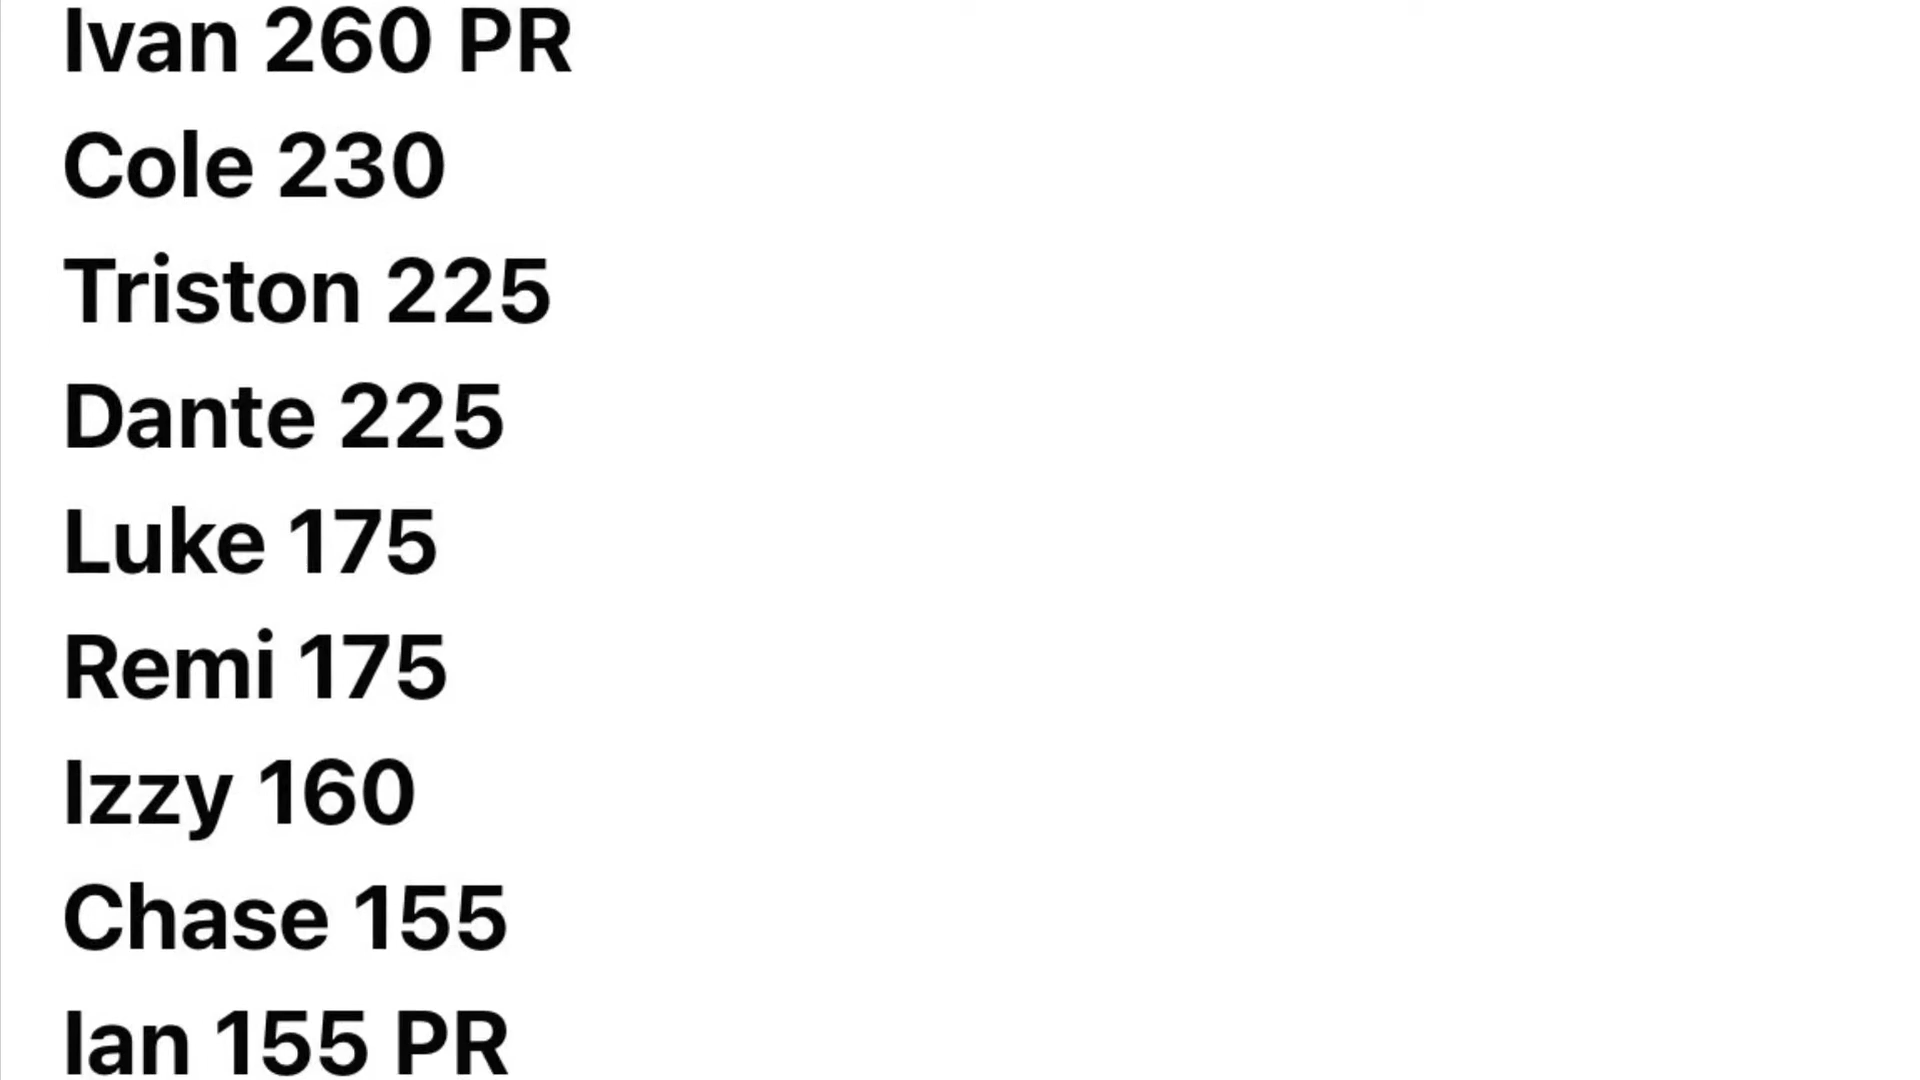 Ivan 260 PR
Cole 230
Triston 225
Dante 225
Luke 175
Remi 175
Izzy 160
Chase 155
Ian 155 PR